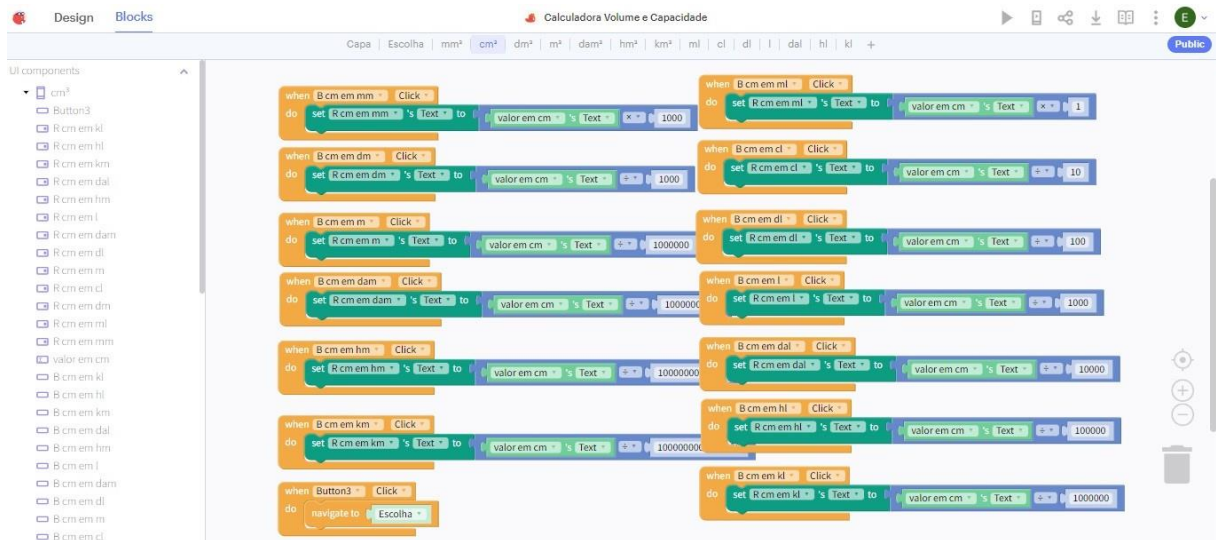 Design Blocks Calculadora Volume e Capacidade E
Capa Escolha mm³ cm³ dm³ m³ dam³ hm³ km³ ml cl dl l dal hl kl + Public
UI components
cm³
Button3
R cm em kl
R cm em hl
R cm em km
R cm em dal
R cm em hm
R cm em l
R cm em dam
R cm em dl
R cm em m
R cm em cl
R cm em dm
R cm em ml
R cm em mm
valor em cm
B cm em kl
B cm em hl
B cm em km
B cm em dal
B cm em hm
B cm em l
B cm em dam
B cm em dl
B cm em m
B cm em cl
when B cm em mm Click
do set R cm em mm 's Text to valor em cm 's Text × 1000
when B cm em dm Click
do set R cm em dm 's Text to valor em cm 's Text ÷ 1000
when B cm em m Click
do set R cm em m 's Text to valor em cm 's Text ÷ 1000000
when B cm em dam Click
do set R cm em dam 's Text to valor em cm 's Text ÷
when B cm em hm Click
do set R cm em hm 's Text to valor em cm 's Text ÷
when B cm em km Click
do set R cm em km 's Text to valor em cm 's Text ÷
when Button3 Click
do navigate to Escolha
when B cm em ml Click
do set R cm em ml 's Text to valor em cm 's Text × 1
when B cm em cl Click
do set R cm em cl 's Text to valor em cm 's Text ÷ 10
when B cm em dl Click
do set R cm em dl 's Text to valor em cm 's Text ÷ 100
when B cm em l Click
do set R cm em l 's Text to valor em cm 's Text ÷ 1000
when B cm em dal Click
do set R cm em dal 's Text to valor em cm 's Text ÷ 10000
when B cm em hl Click
do set R cm em hl 's Text to valor em cm 's Text ÷ 100000
when B cm em kl Click
do set R cm em kl 's Text to valor em cm 's Text ÷ 1000000